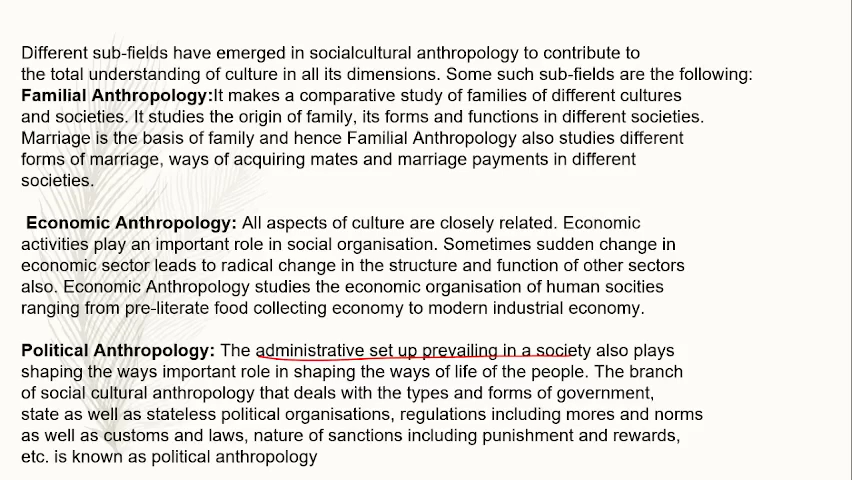 Different sub-fields have emerged in socialcultural anthropology to contribute to
the total understanding of culture in all its dimensions. Some such sub-fields are the following:
Familial Anthropology:It makes a comparative study of families of different cultures
and societies. It studies the origin of family, its forms and functions in different societies.
Marriage is the basis of family and hence Familial Anthropology also studies different
forms of marriage, ways of acquiring mates and marriage payments in different
societies.
Economic Anthropology: All aspects of culture are closely related. Economic
activities play an important role in social organisation. Sometimes sudden change in
economic sector leads to radical change in the structure and function of other sectors
also. Economic Anthropology studies the economic organisation of human socities
ranging from pre-literate food collecting economy to modern industrial economy.
Political Anthropology: The administrative set up prevailing in a society also plays
shaping the ways important role in shaping the ways of life of the people. The branch
of social cultural anthropology that deals with the types and forms of government,
state as well as stateless political organisations, regulations including mores and norms
as well as customs and laws, nature of sanctions including punishment and rewards,
etc. is known as political anthropology